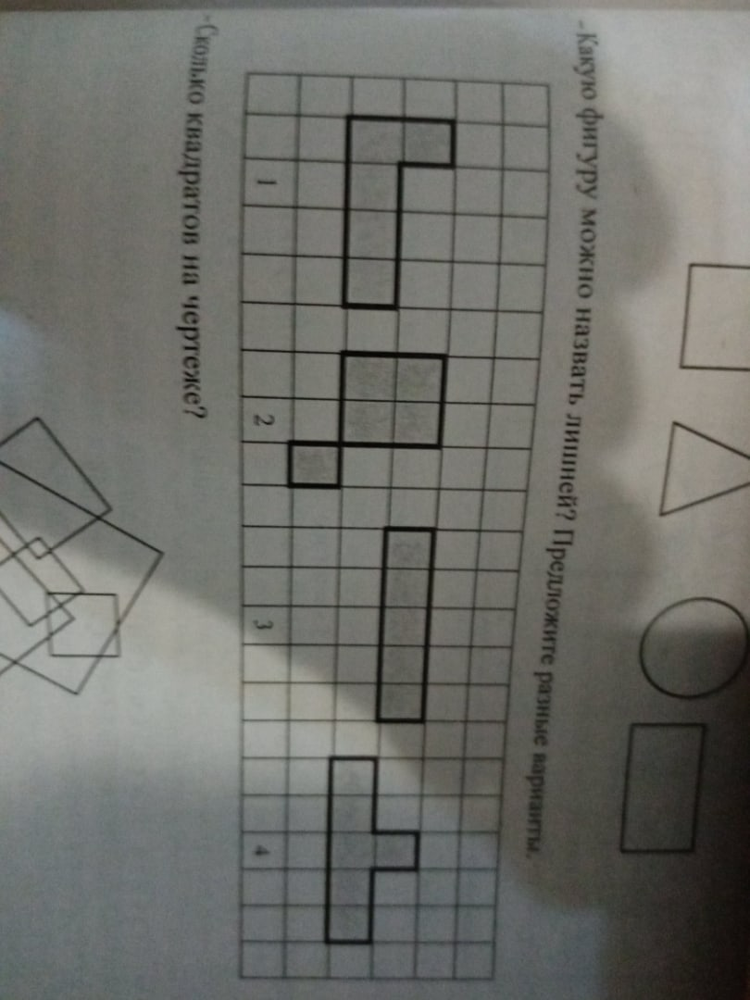 -Какую фигуру можно назвать лишней? Предложите разные варианты.
1 2 3 4
-Сколько квадратов на чертеже?